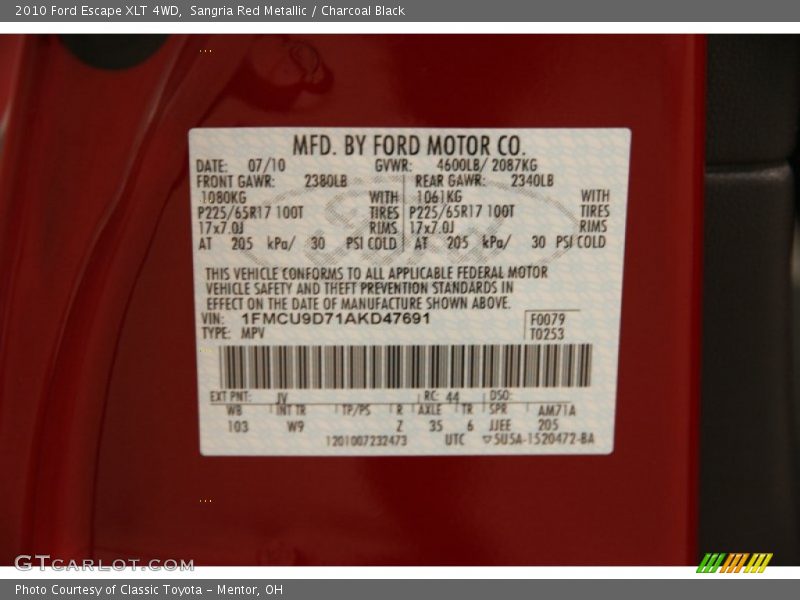 2010 Ford Escape XLT 4WD, Sangria Red Metallic / Charcoal Black
MFD. BY FORD MOTOR CO.
DATE: 07/10 GVWR: 4600LB/ 2087KG
FRONT GAWR: 2380LB REAR GAWR: 2340LB
1080KG WITH 1061KG WITH
P225/65R17 100T TIRES P225/65R17 100T TIRES
17x7.0J RIMS 17x7.0J RIMS
AT 205 kPa/ 30 PSI COLD AT 205 kPa/ 30 PSI COLD
THIS VEHICLE CONFORMS TO ALL APPLICABLE FEDERAL MOTOR
VEHICLE SAFETY AND THEFT PREVENTION STANDARDS IN
EFFECT ON THE DATE OF MANUFACTURE SHOWN ABOVE.
VIN: 1FMCU9D71AKD47691 F0079
TYPE: MPV T0253
EXT PNT: JV RC: 44 DSO:
WB INT TR TP/PS R AXLE TR SPR AM71A
103 W9 Z 35 6 JJEE 205
1201007232473 UTC ▽5U5A-1520472-BA
GTCARLOT.COM
Photo Courtesy of Classic Toyota - Mentor, OH